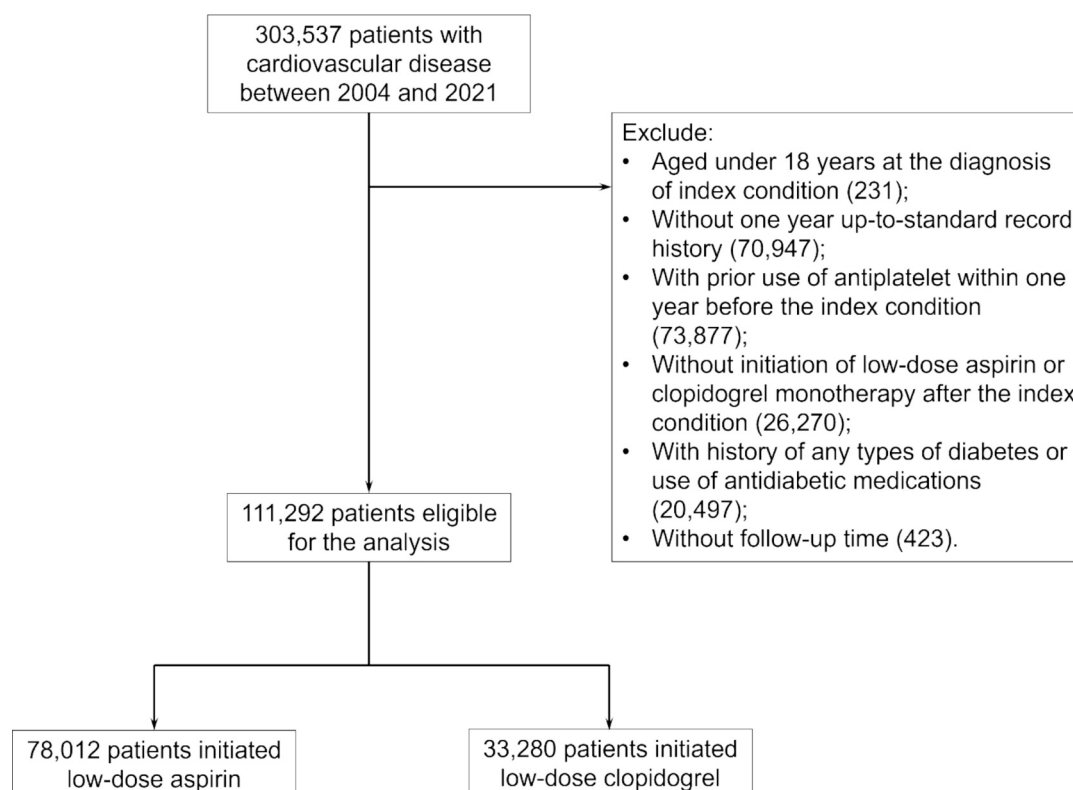 303,537 patients with
cardiovascular disease
between 2004 and 2021
Exclude:
• Aged under 18 years at the diagnosis
of index condition (231);
• Without one year up-to-standard record
history (70,947);
• With prior use of antiplatelet within one
year before the index condition
(73,877);
• Without initiation of low-dose aspirin or
clopidogrel monotherapy after the index
condition (26,270);
• With history of any types of diabetes or
use of antidiabetic medications
(20,497);
• Without follow-up time (423).
111,292 patients eligible
for the analysis
78,012 patients initiated
low-dose aspirin
33,280 patients initiated
low-dose clopidogrel